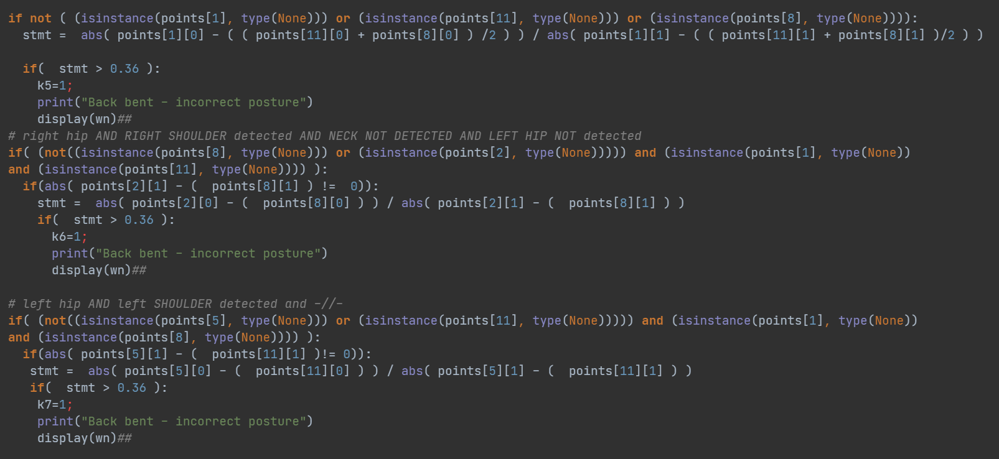 if not ( (isinstance(points[1], type(None))) or (isinstance(points[11], type(None))) or (isinstance(points[8], type(None)))):
  stmt =  abs( points[1][0] - ( ( points[11][0] + points[8][0] ) /2 ) ) / abs( points[1][1] - ( ( points[11][1] + points[8][1] )/2 ) )
  if(  stmt > 0.36 ):
    k5=1;
    print("Back bent - incorrect posture")
    display(wn)##
# right hip AND RIGHT SHOULDER detected AND NECK NOT DETECTED AND LEFT HIP NOT detected
if( (not((isinstance(points[8], type(None))) or (isinstance(points[2], type(None))))) and (isinstance(points[1], type(None))
and (isinstance(points[11], type(None)))) ):
  if(abs( points[2][1] - (  points[8][1] ) !=  0)):
    stmt =  abs( points[2][0] - (  points[8][0] ) ) / abs( points[2][1] - (  points[8][1] ) )
    if(  stmt > 0.36 ):
      k6=1;
      print("Back bent - incorrect posture")
      display(wn)##
# left hip AND left SHOULDER detected and -//-
if( (not((isinstance(points[5], type(None))) or (isinstance(points[11], type(None))))) and (isinstance(points[1], type(None))
and (isinstance(points[8], type(None)))) ):
  if(abs( points[5][1] - (  points[11][1] )!= 0)):
   stmt =  abs( points[5][0] - (  points[11][0] ) ) / abs( points[5][1] - (  points[11][1] ) )
   if(  stmt > 0.36 ):
    k7=1;
    print("Back bent - incorrect posture")
    display(wn)##